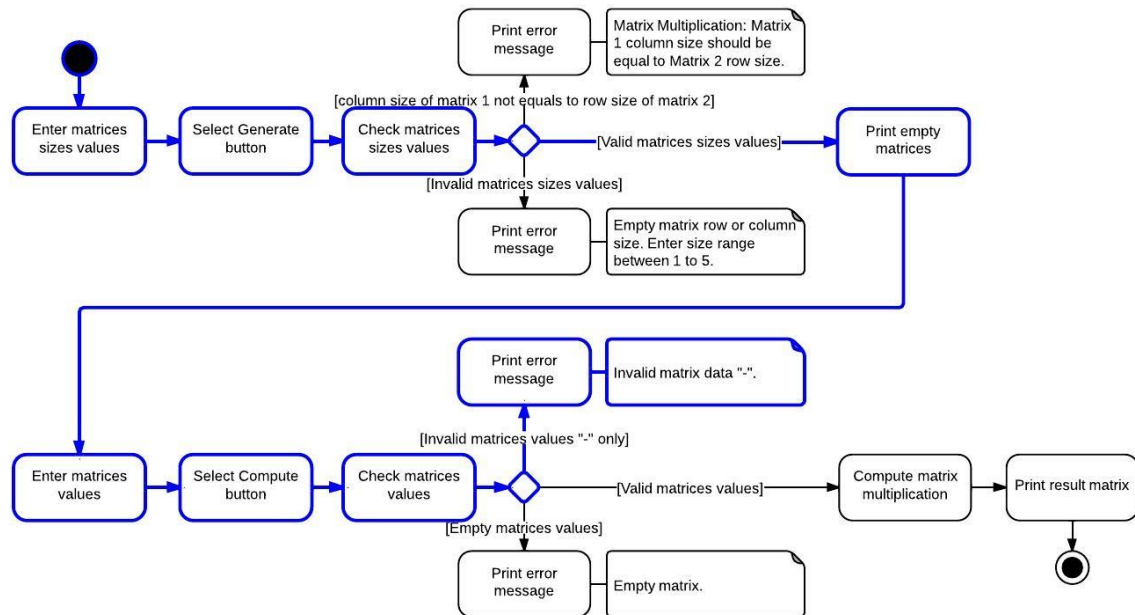 Print error
message
Matrix Multiplication: Matrix
1 column size should be
equal to Matrix 2 row size.
[column size of matrix 1 not equals to row size of matrix 2]
Enter matrices
sizes values
Select Generate
button
Check matrices
sizes values
[Valid matrices sizes values]
Print empty
matrices
[Invalid matrices sizes values]
Print error
message
Empty matrix row or column
size. Enter size range
between 1 to 5.
Print error
message
Invalid matrix data "-".
[Invalid matrices values "-" only]
Enter matrices
values
Select Compute
button
Check matrices
values
[Valid matrices values]
Compute matrix
multiplication
Print result matrix
[Empty matrices values]
Print error
message
Empty matrix.